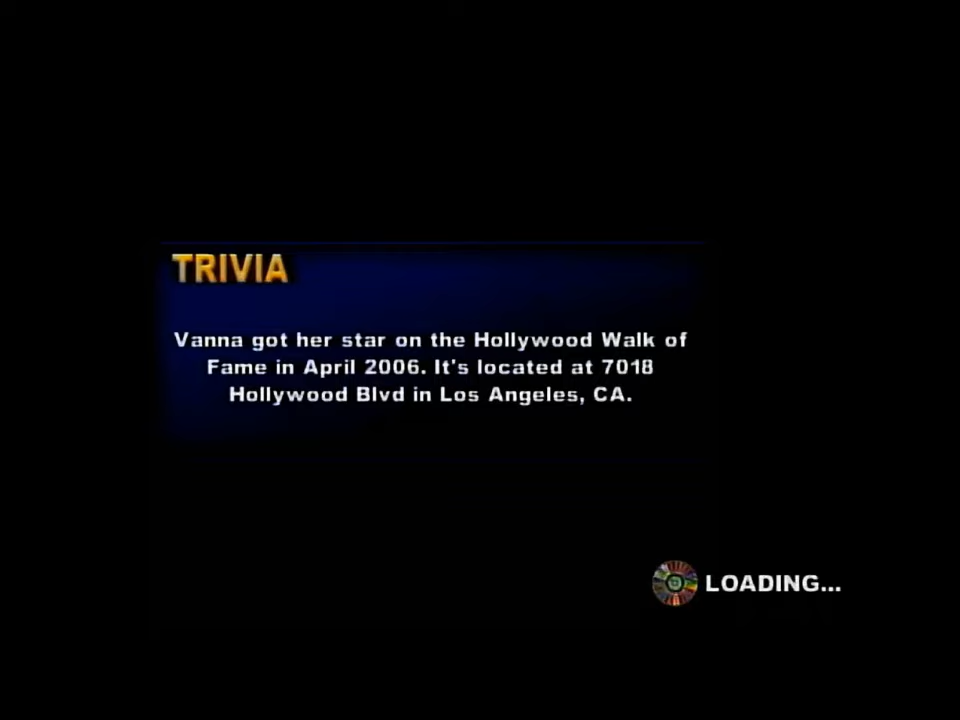 TRIVIA
Vanna got her star on the Hollywood Walk of
Fame in April 2006. It's located at 7018
Hollywood Blvd in Los Angeles, CA.
LOADING...